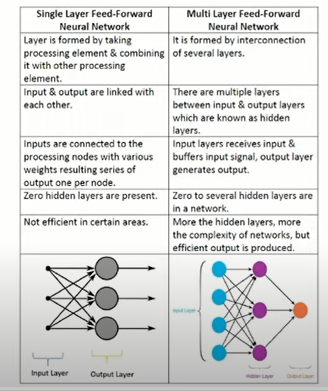 Single Layer Feed-Forward
Neural Network
Multi Layer Feed-Forward
Neural Network
Layer is formed by taking
processing element & combining
it with other processing
element.
It is formed by interconnection
of several layers.
Input & output are linked with
each other.
There are multiple layers
between input & output layers
which are known as hidden
layers.
Inputs are connected to the
processing nodes with various
weights resulting series of
output one per node.
Input layers receives input &
buffers input signal, output layer
generates output.
Zero hidden layers are present.
Zero to several hidden layers are
in a network.
Not efficient in certain areas.
More the hidden layers, more
the complexity of networks, but
efficient output is produced.
Input Layer
Output Layer
Input Layer
Hidden Layer
Output Layer